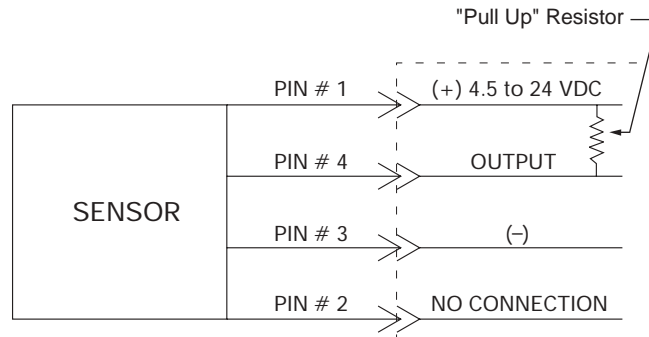 "Pull Up" Resistor
PIN # 1 (+) 4.5 to 24 VDC
PIN # 4 OUTPUT
SENSOR
PIN # 3 (–)
PIN # 2 NO CONNECTION